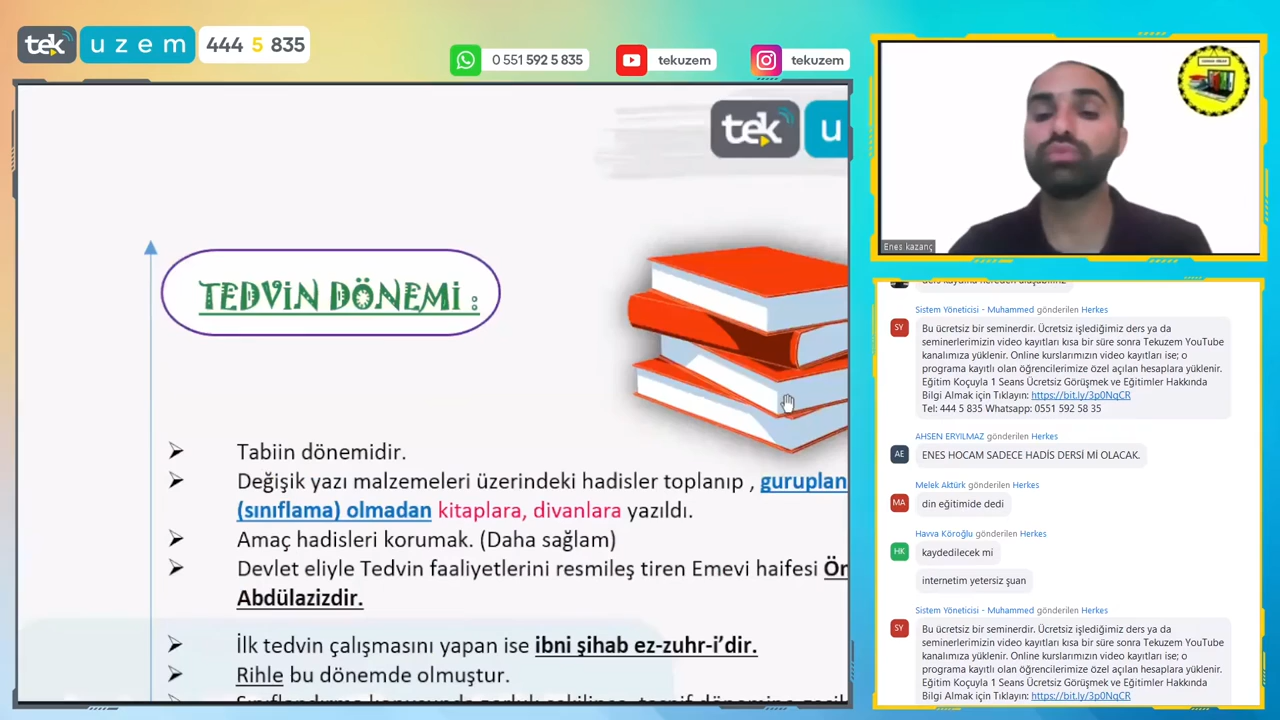 tek uzem 444 5 835
0 551 592 5 835
tekuzem
tekuzem
tek u
TEDVİN DÖNEMİ :
Tabiin dönemidir.
Değişik yazı malzemeleri üzerindeki hadisler toplanıp , guruplan
(sınıflama) olmadan kitaplara, divanlara yazıldı.
Amaç hadisleri korumak. (Daha sağlam)
Devlet eliyle Tedvin faaliyetlerini resmileş tiren Emevi haifesi Ör
Abdülazizdir.
İlk tedvin çalışmasını yapan ise ibni şihab ez-zuhr-i’dir.
Rihle bu dönemde olmuştur.
Enes kazanç
Sistem Yöneticisi - Muhammed gönderilen Herkes
SY
Bu ücretsiz bir seminerdir. Ücretsiz işlediğimiz ders ya da
seminerlerimizin video kayıtları kısa bir süre sonra Tekuzem YouTube
kanalımıza yüklenir. Online kurslarımızın video kayıtları ise; o
programa kayıtlı olan öğrencilerimize özel açılan hesaplara yüklenir.
Eğitim Koçuyla 1 Seans Ücretsiz Görüşmek ve Eğitimler Hakkında
Bilgi Almak için Tıklayın: https://bit.ly/3p0NqCR
Tel: 444 5 835 Whatsapp: 0551 592 58 35
AHSEN ERYILMAZ gönderilen Herkes
AE
ENES HOCAM SADECE HADİS DERSİ Mİ OLACAK.
Melek Aktürk gönderilen Herkes
MA
din eğitimide dedi
Havva Köroğlu gönderilen Herkes
HK
kaydedilecek mi
internetim yetersiz şuan
Sistem Yöneticisi - Muhammed gönderilen Herkes
SY
Bu ücretsiz bir seminerdir. Ücretsiz işlediğimiz ders ya da
seminerlerimizin video kayıtları kısa bir süre sonra Tekuzem YouTube
kanalımıza yüklenir. Online kurslarımızın video kayıtları ise; o
programa kayıtlı olan öğrencilerimize özel açılan hesaplara yüklenir.
Eğitim Koçuyla 1 Seans Ücretsiz Görüşmek ve Eğitimler Hakkında
Bilgi Almak için Tıklayın: https://bit.ly/3p0NqCR